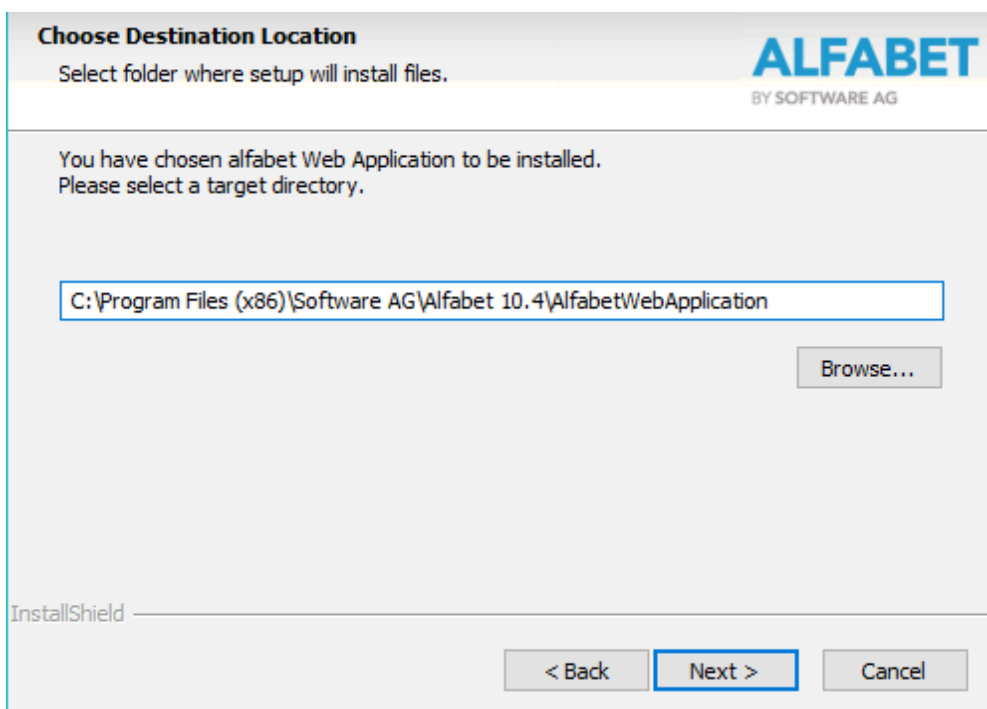 Choose Destination Location
Select folder where setup will install files.
ALFABET
BY SOFTWARE AG
You have chosen alfabet Web Application to be installed.
Please select a target directory.
C:\Program Files (x86)\Software AG\Alfabet 10.4\AlfabetWebApplication
Browse...
InstallShield
< Back
Next >
Cancel